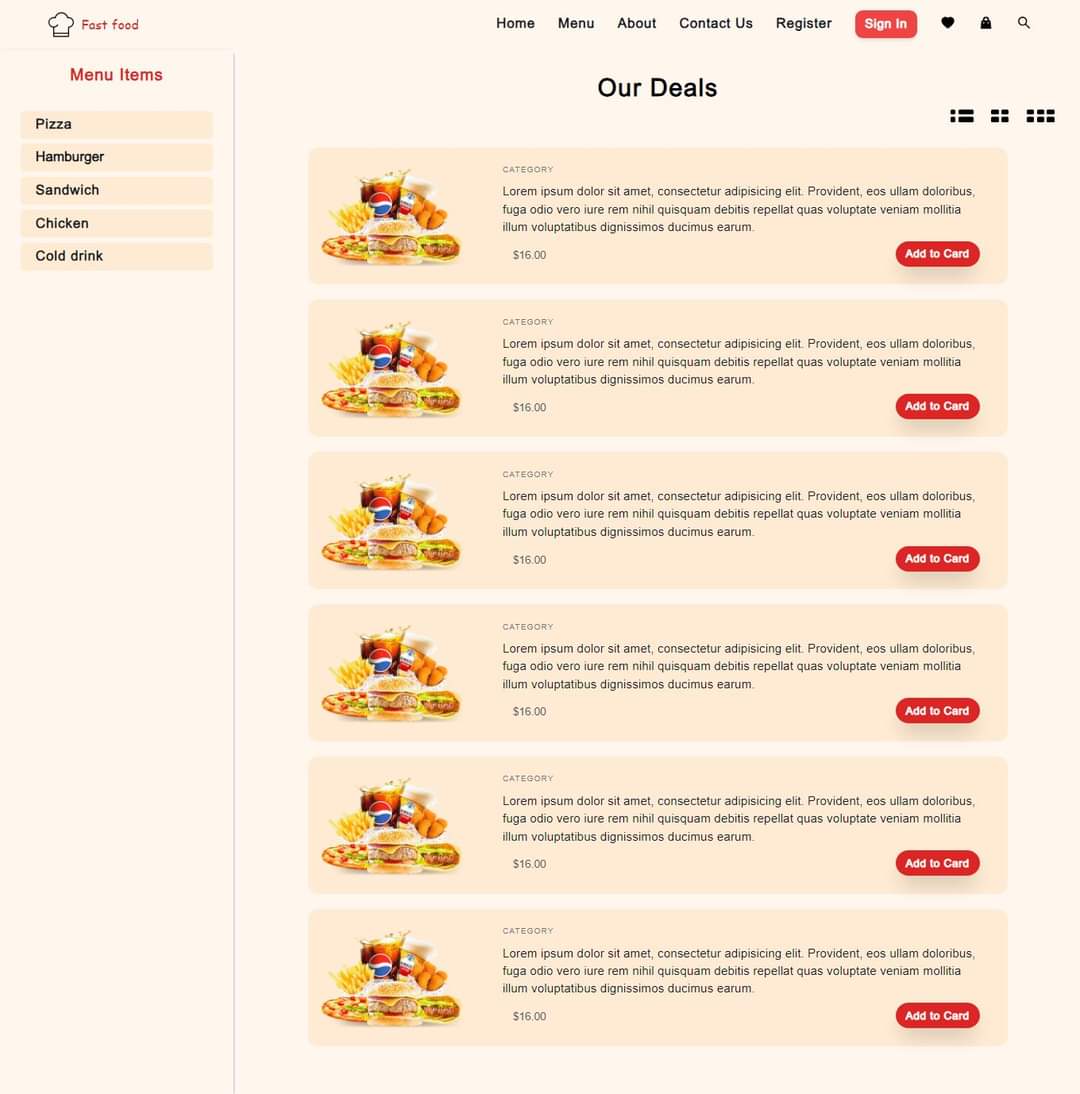 Fast food
Home Menu About Contact Us Register Sign In
Menu Items
Pizza
Hamburger
Sandwich
Chicken
Cold drink
Our Deals
CATEGORY
Lorem ipsum dolor sit amet, consectetur adipisicing elit. Provident, eos ullam doloribus,
fuga odio vero iure rem nihil quisquam debitis repellat quas voluptate veniam mollitia
illum voluptatibus dignissimos ducimus earum.
$16.00
Add to Card
CATEGORY
Lorem ipsum dolor sit amet, consectetur adipisicing elit. Provident, eos ullam doloribus,
fuga odio vero iure rem nihil quisquam debitis repellat quas voluptate veniam mollitia
illum voluptatibus dignissimos ducimus earum.
$16.00
Add to Card
CATEGORY
Lorem ipsum dolor sit amet, consectetur adipisicing elit. Provident, eos ullam doloribus,
fuga odio vero iure rem nihil quisquam debitis repellat quas voluptate veniam mollitia
illum voluptatibus dignissimos ducimus earum.
$16.00
Add to Card
CATEGORY
Lorem ipsum dolor sit amet, consectetur adipisicing elit. Provident, eos ullam doloribus,
fuga odio vero iure rem nihil quisquam debitis repellat quas voluptate veniam mollitia
illum voluptatibus dignissimos ducimus earum.
$16.00
Add to Card
CATEGORY
Lorem ipsum dolor sit amet, consectetur adipisicing elit. Provident, eos ullam doloribus,
fuga odio vero iure rem nihil quisquam debitis repellat quas voluptate veniam mollitia
illum voluptatibus dignissimos ducimus earum.
$16.00
Add to Card
CATEGORY
Lorem ipsum dolor sit amet, consectetur adipisicing elit. Provident, eos ullam doloribus,
fuga odio vero iure rem nihil quisquam debitis repellat quas voluptate veniam mollitia
illum voluptatibus dignissimos ducimus earum.
$16.00
Add to Card